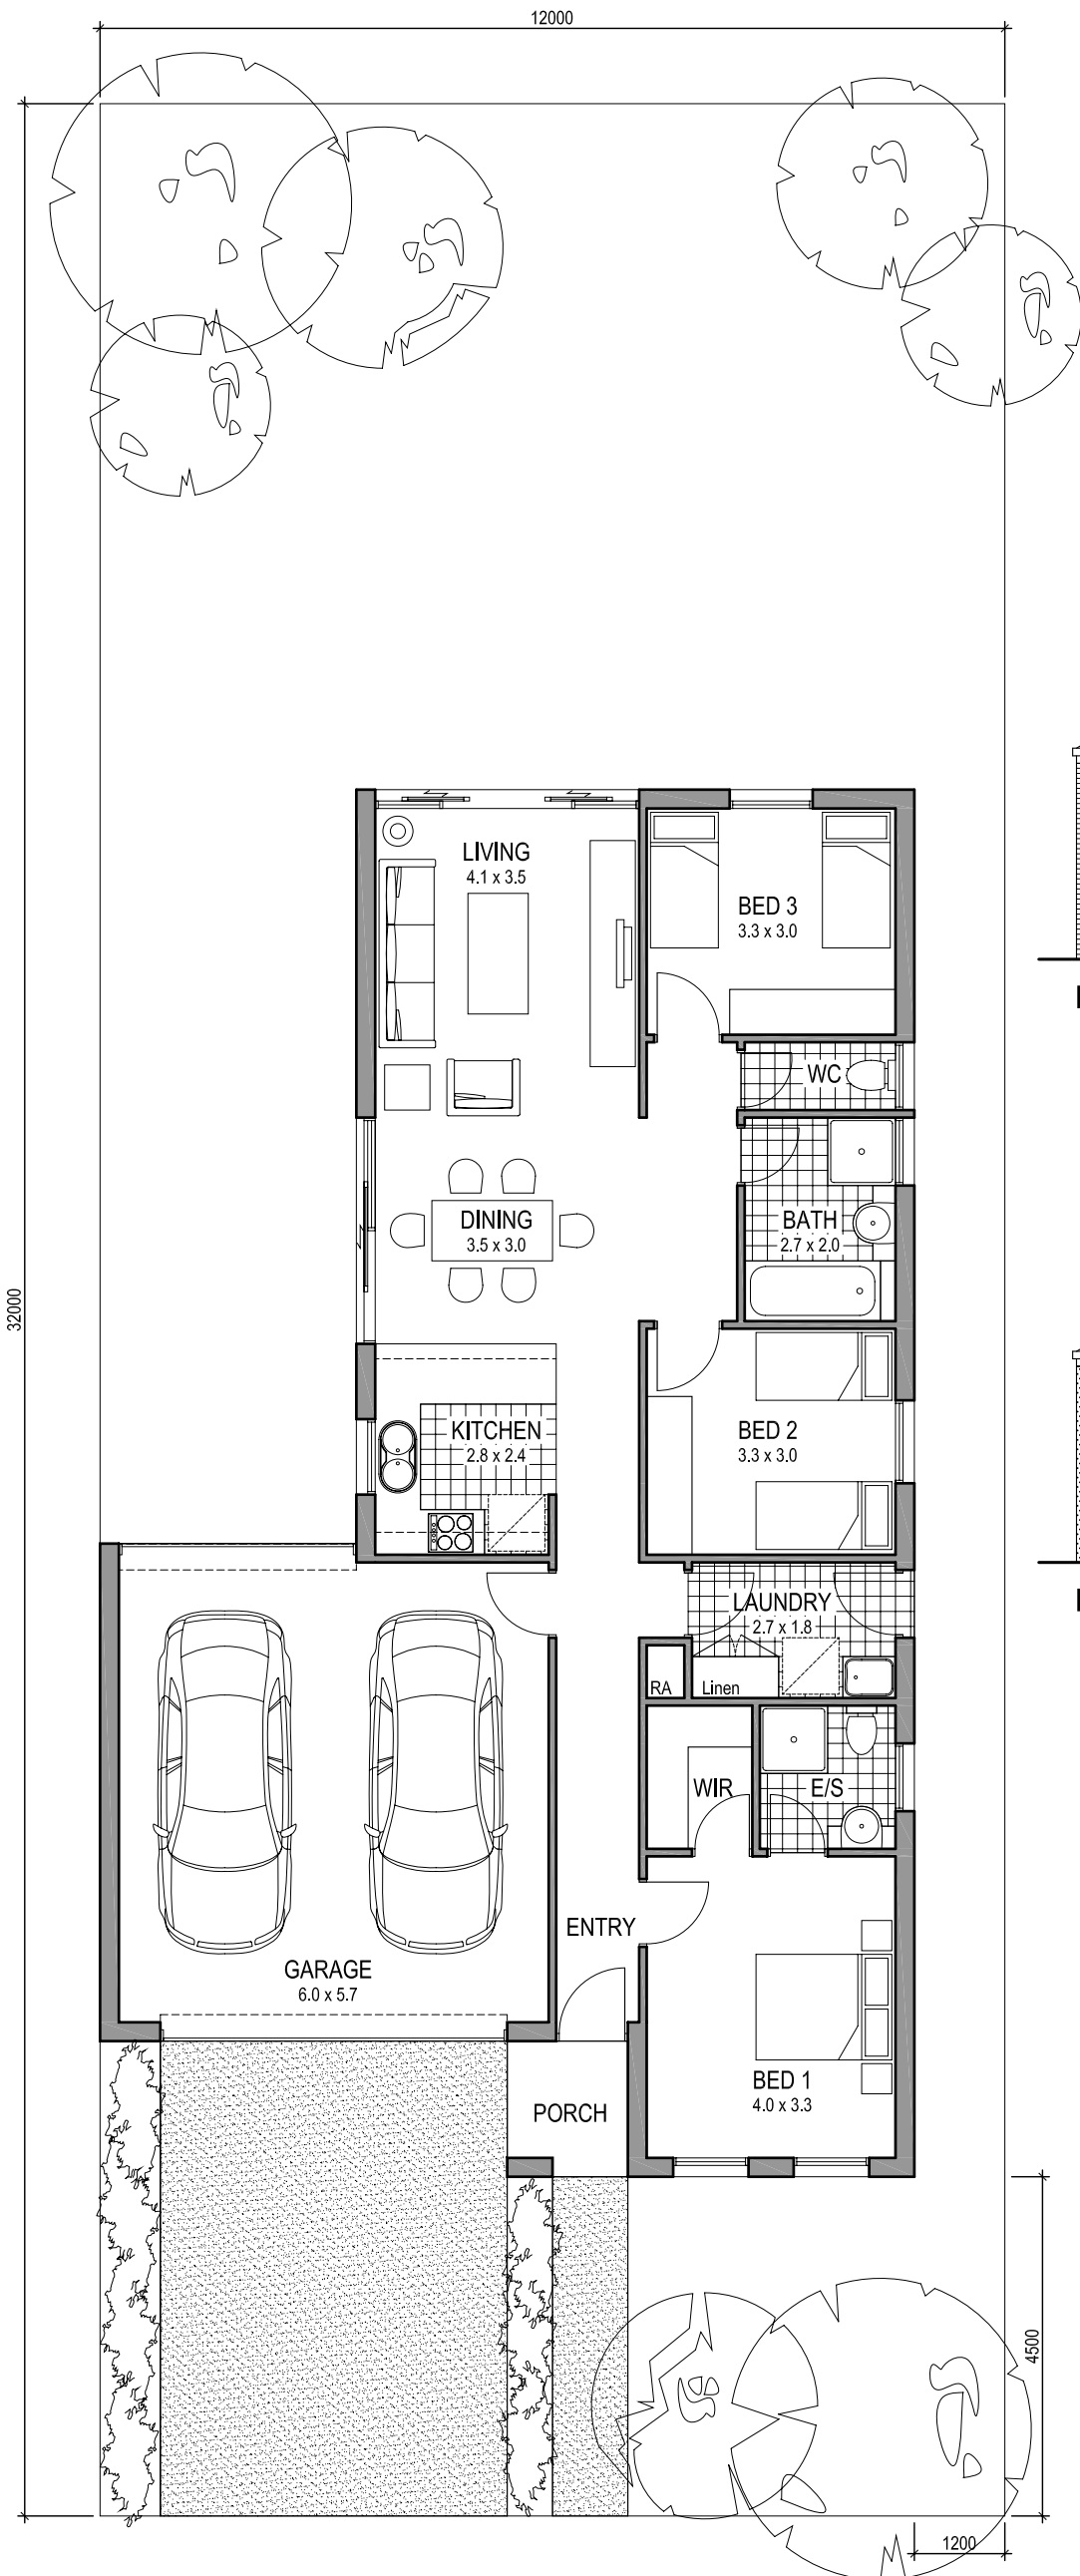 12000
32000
LIVING
4.1 x 3.5
BED 3
3.3 x 3.0
WC
DINING
3.5 x 3.0
BATH
2.7 x 2.0
KITCHEN
2.8 x 2.4
BED 2
3.3 x 3.0
LAUNDRY
2.7 x 1.8
RA
Linen
WIR
E/S
ENTRY
GARAGE
6.0 x 5.7
BED 1
4.0 x 3.3
PORCH
4500
1200